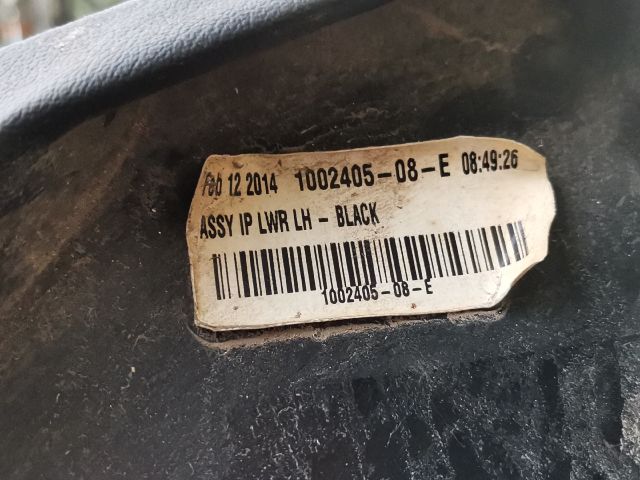 Feb 12 2014 1002405-08-E 08:49:26
ASSY IP LWR LH - BLACK
1002405-08-E